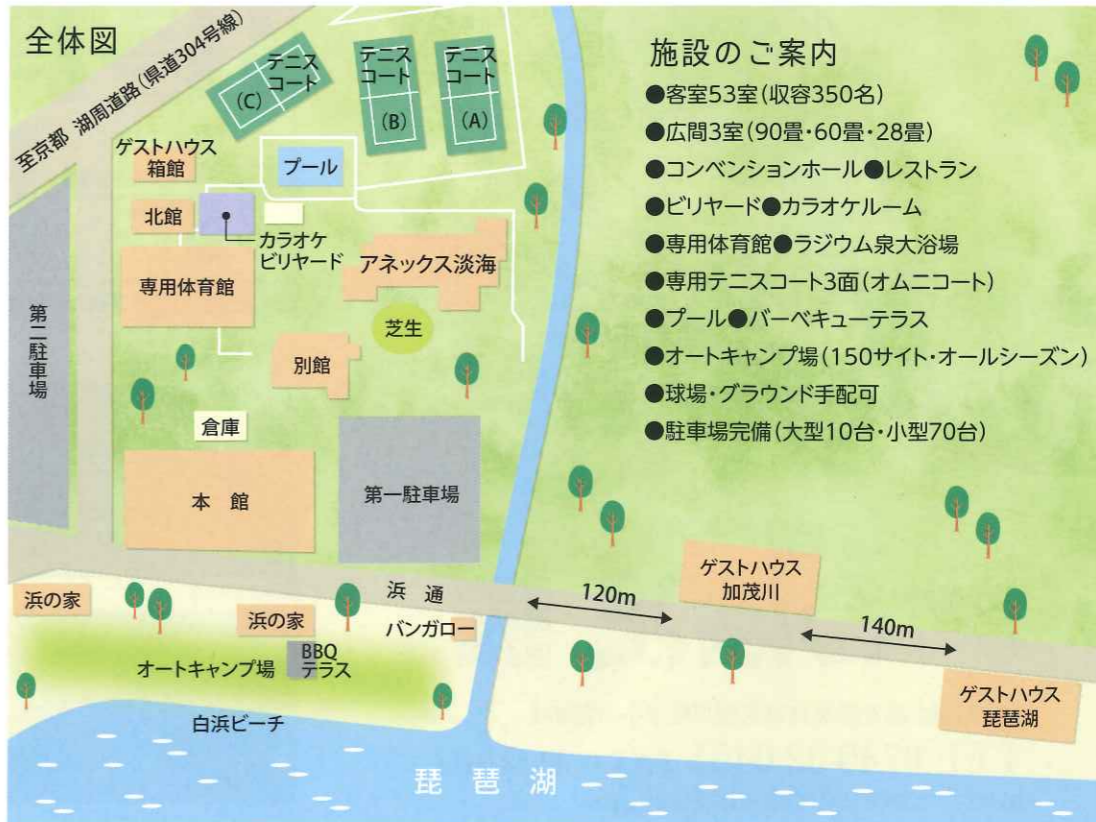 全体図
至京都 湖周道路(県道304号線)
テニス
コート
(C)
テニス
コート
(B)
テニス
コート
(A)
ゲストハウス
箱館
プール
北館
カラオケ
ビリヤード
アネックス淡海
専用体育館
芝生
別館
第二駐車場
倉庫
本 館
第一駐車場
浜 通
浜の家
浜の家
バンガロー
BBQ
テラス
オートキャンプ場
白浜ビーチ
琵 琶 湖
120m
ゲストハウス
加茂川
140m
ゲストハウス
琵琶湖
施設のご案内
●客室53室(収容350名)
●広間3室(90畳・60畳・28畳)
●コンベンションホール●レストラン
●ビリヤード●カラオケルーム
●専用体育館●ラジウム泉大浴場
●専用テニスコート3面(オムニコート)
●プール●バーベキューテラス
●オートキャンプ場(150サイト・オールシーズン)
●球場・グラウンド手配可
●駐車場完備(大型10台・小型70台)